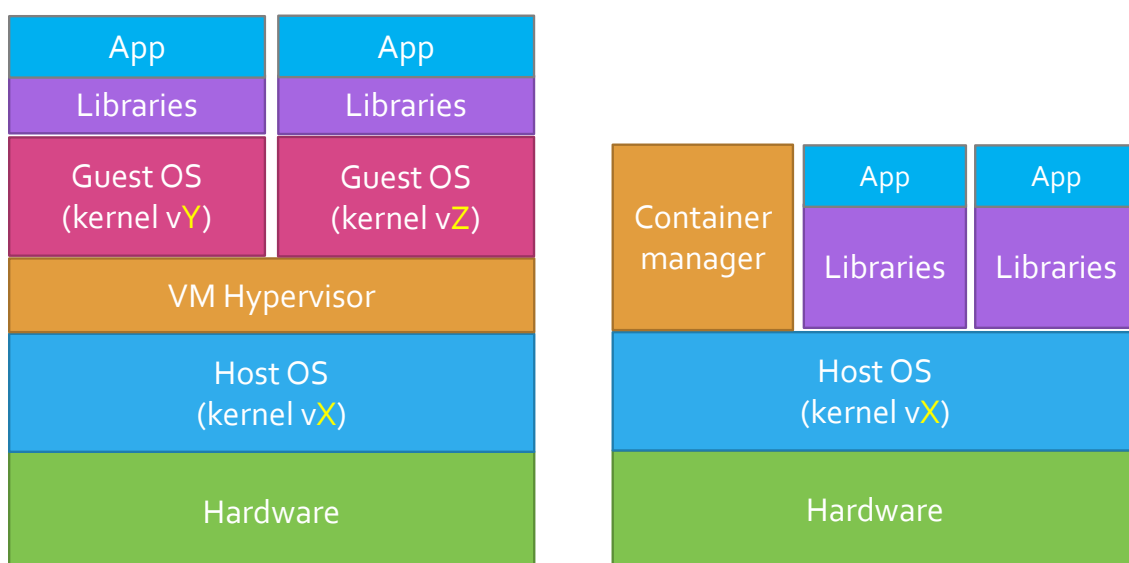 App
App
Libraries
Libraries
Guest OS
(kernel vY)
Guest OS
(kernel vZ)
VM Hypervisor
Host OS
(kernel vX)
Hardware
Container
manager
App
App
Libraries
Libraries
Host OS
(kernel vX)
Hardware